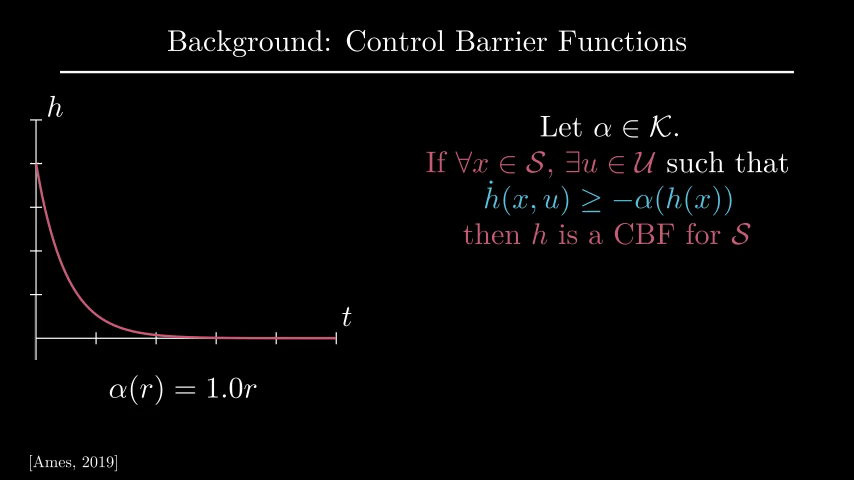 Background: Control Barrier Functions
h
t
α(r) = 1.0r
Let α ∈ 𝒦.
If ∀x ∈ 𝒮, ∃u ∈ 𝒰 such that
ḣ(x, u) ≥ −α(h(x))
then h is a CBF for 𝒮
[Ames, 2019]